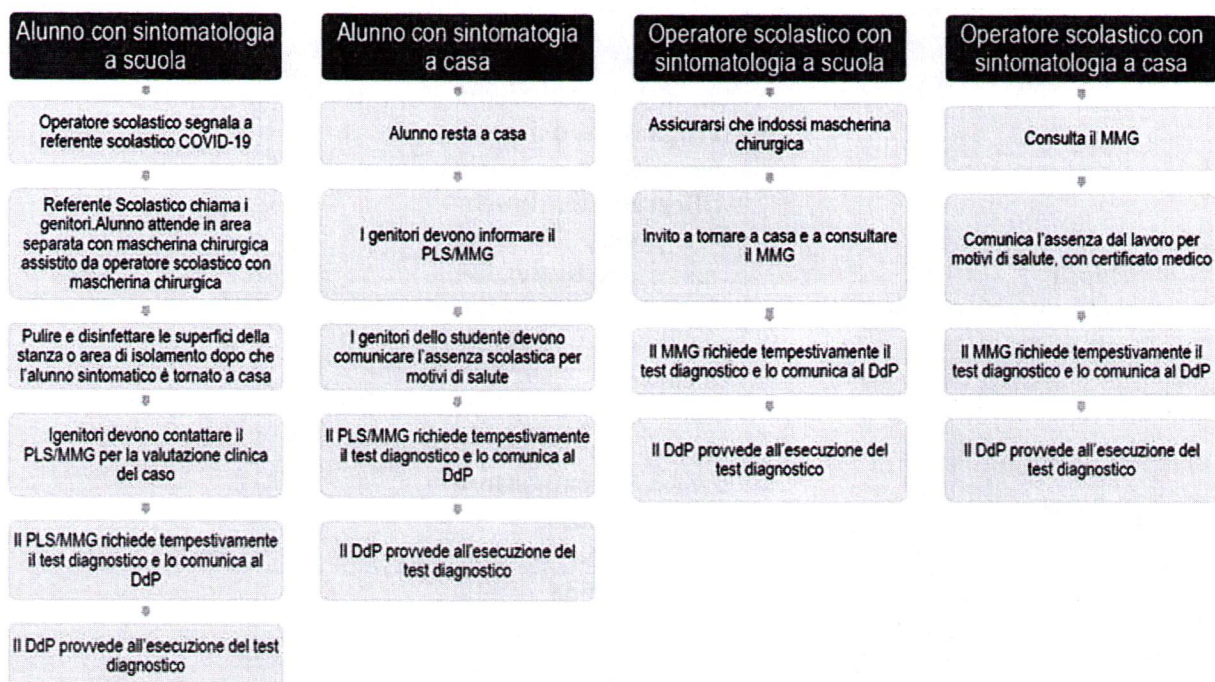 Alunno con sintomatologia
a scuola
Operatore scolastico segnala a
referente scolastico COVID-19
Referente Scolastico chiama i
genitori.Alunno attende in area
separata con mascherina chirurgica
assistito da operatore scolastico con
mascherina chirurgica
Pulire e disinfettare le superfici della
stanza o area di isolamento dopo che
l'alunno sintomatico è tornato a casa
Igenitori devono contattare il
PLS/MMG per la valutazione clinica
del caso
Il PLS/MMG richiede tempestivamente
il test diagnostico e lo comunica al
DdP
Il DdP provvede all'esecuzione del test
diagnostico
Alunno con sintomatogia
a casa
Alunno resta a casa
I genitori devono informare il
PLS/MMG
I genitori dello studente devono
comunicare l'assenza scolastica per
motivi di salute
Il PLS/MMG richiede tempestivamente
il test diagnostico e lo comunica al
DdP
Il DdP provvede all'esecuzione del
test diagnostico
Operatore scolastico con
sintomatologia a scuola
Assicurarsi che indossi mascherina
chirurgica
Invito a tornare a casa e a consultare
il MMG
Il MMG richiede tempestivamente il
test diagnostico e lo comunica al DdP
Il DdP provvede all'esecuzione del
test diagnostico
Operatore scolastico con
sintomatologia a casa
Consulta il MMG
Comunica l'assenza dal lavoro per
motivi di salute, con certificato medico
Il MMG richiede tempestivamente il
test diagnostico e lo comunica al DdP
Il DdP provvede all'esecuzione del
test diagnostico